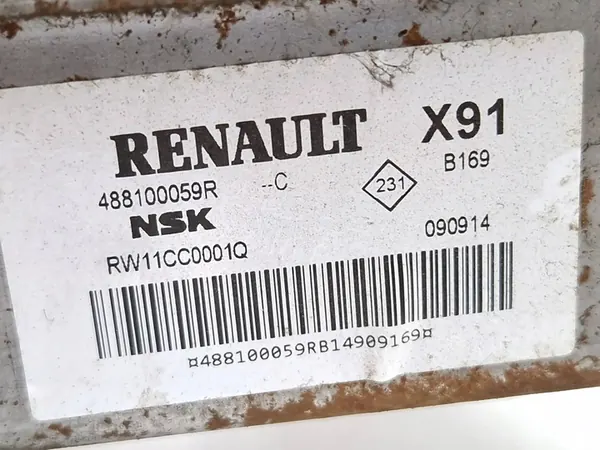 RENAULT X91
488100059R --C 231 B169
NSK 090914
RW11CC0001Q
¤488100059RB14909169¤